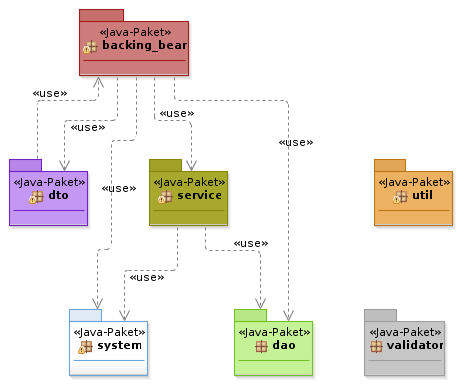 «Java-Paket»
backing_bear
«use»
«use»
«use»
«use»
«Java-Paket»
dto
«Java-Paket»
service
«Java-Paket»
util
«use»
«use»
«use»
«Java-Paket»
system
«Java-Paket»
dao
«Java-Paket»
validator